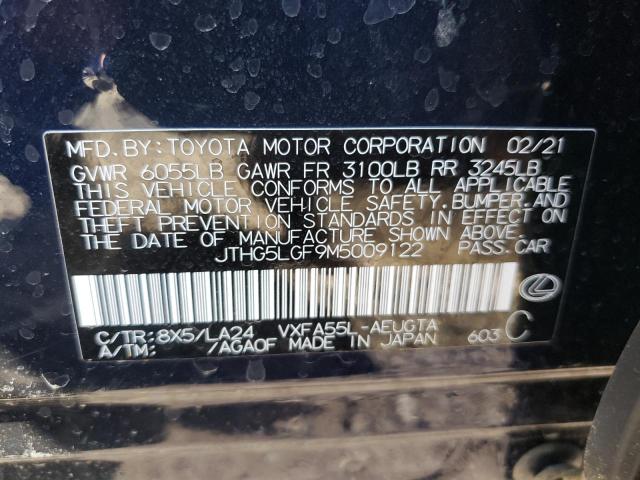 MFD.BY:TOYOTA MOTOR CORPORATION 02/21
GVWR 6055LB GAWR FR 3100LB RR 3245LB
THIS VEHICLE CONFORMS TO ALL APPLICABLE
FEDERAL MOTOR VEHICLE SAFETY,BUMPER,AND
THEFT PREVENTION STANDARDS IN EFFECT ON
THE DATE OF MANUFACTURE SHOWN ABOVE.
JTHG5LGF9M5009122 PASS.CAR
C/TR:8X5/LA24 VXFA55L-AEUGTA
A/TM: /AGA0F MADE IN JAPAN 603 C